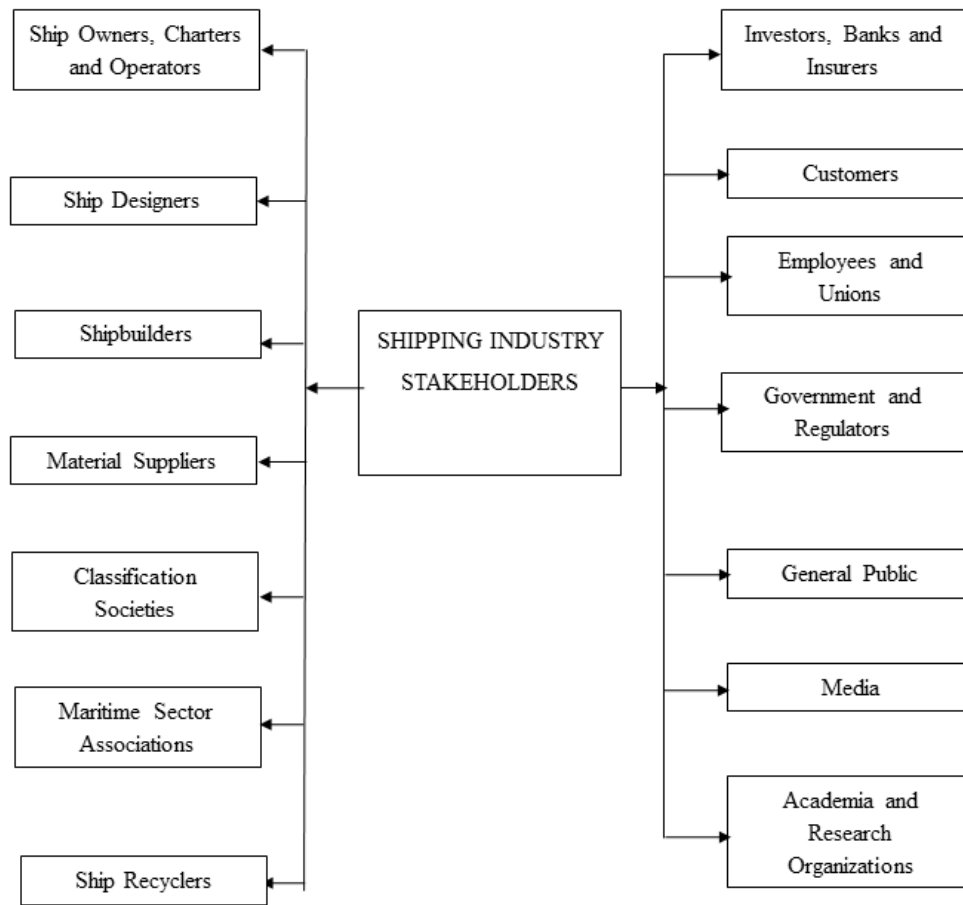 Ship Owners, Charters
and Operators
Ship Designers
Shipbuilders
Material Suppliers
Classification
Societies
Maritime Sector
Associations
Ship Recyclers
SHIPPING INDUSTRY
STAKEHOLDERS
Investors, Banks and
Insurers
Customers
Employees and
Unions
Government and
Regulators
General Public
Media
Academia and
Research
Organizations